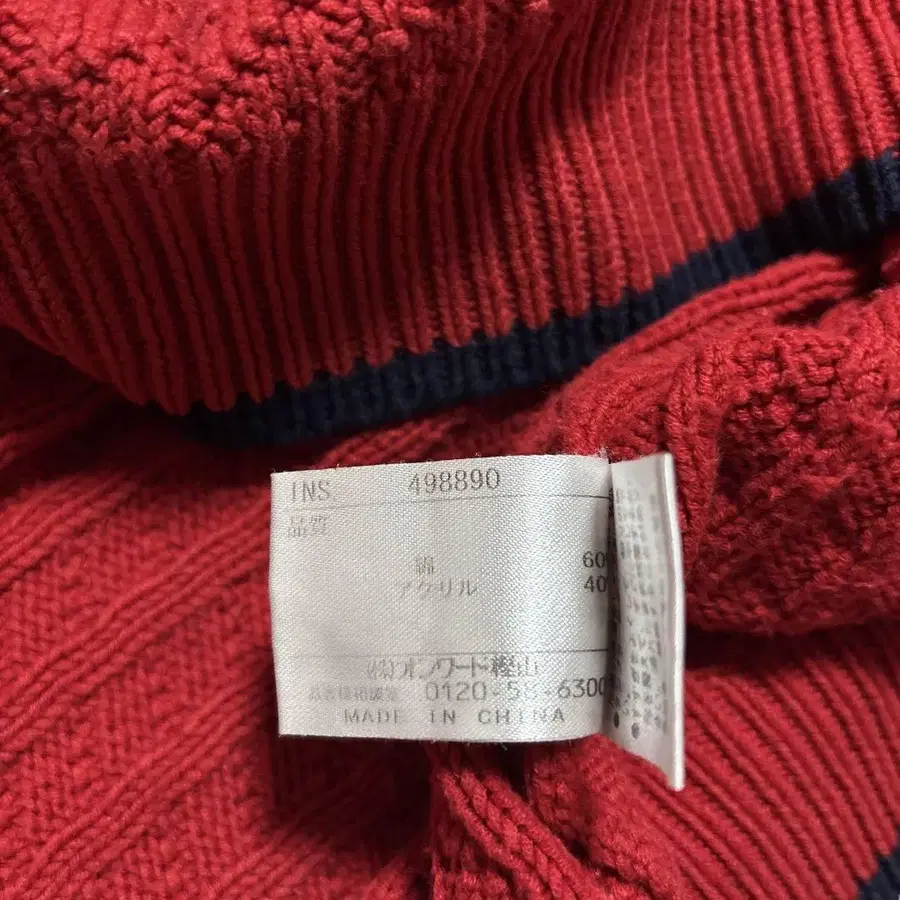 INS 498890
品質
綿 60
アクリル 40
(株)オンワード樫山
お客様相談室 0120-58-6300
MADE IN CHINA